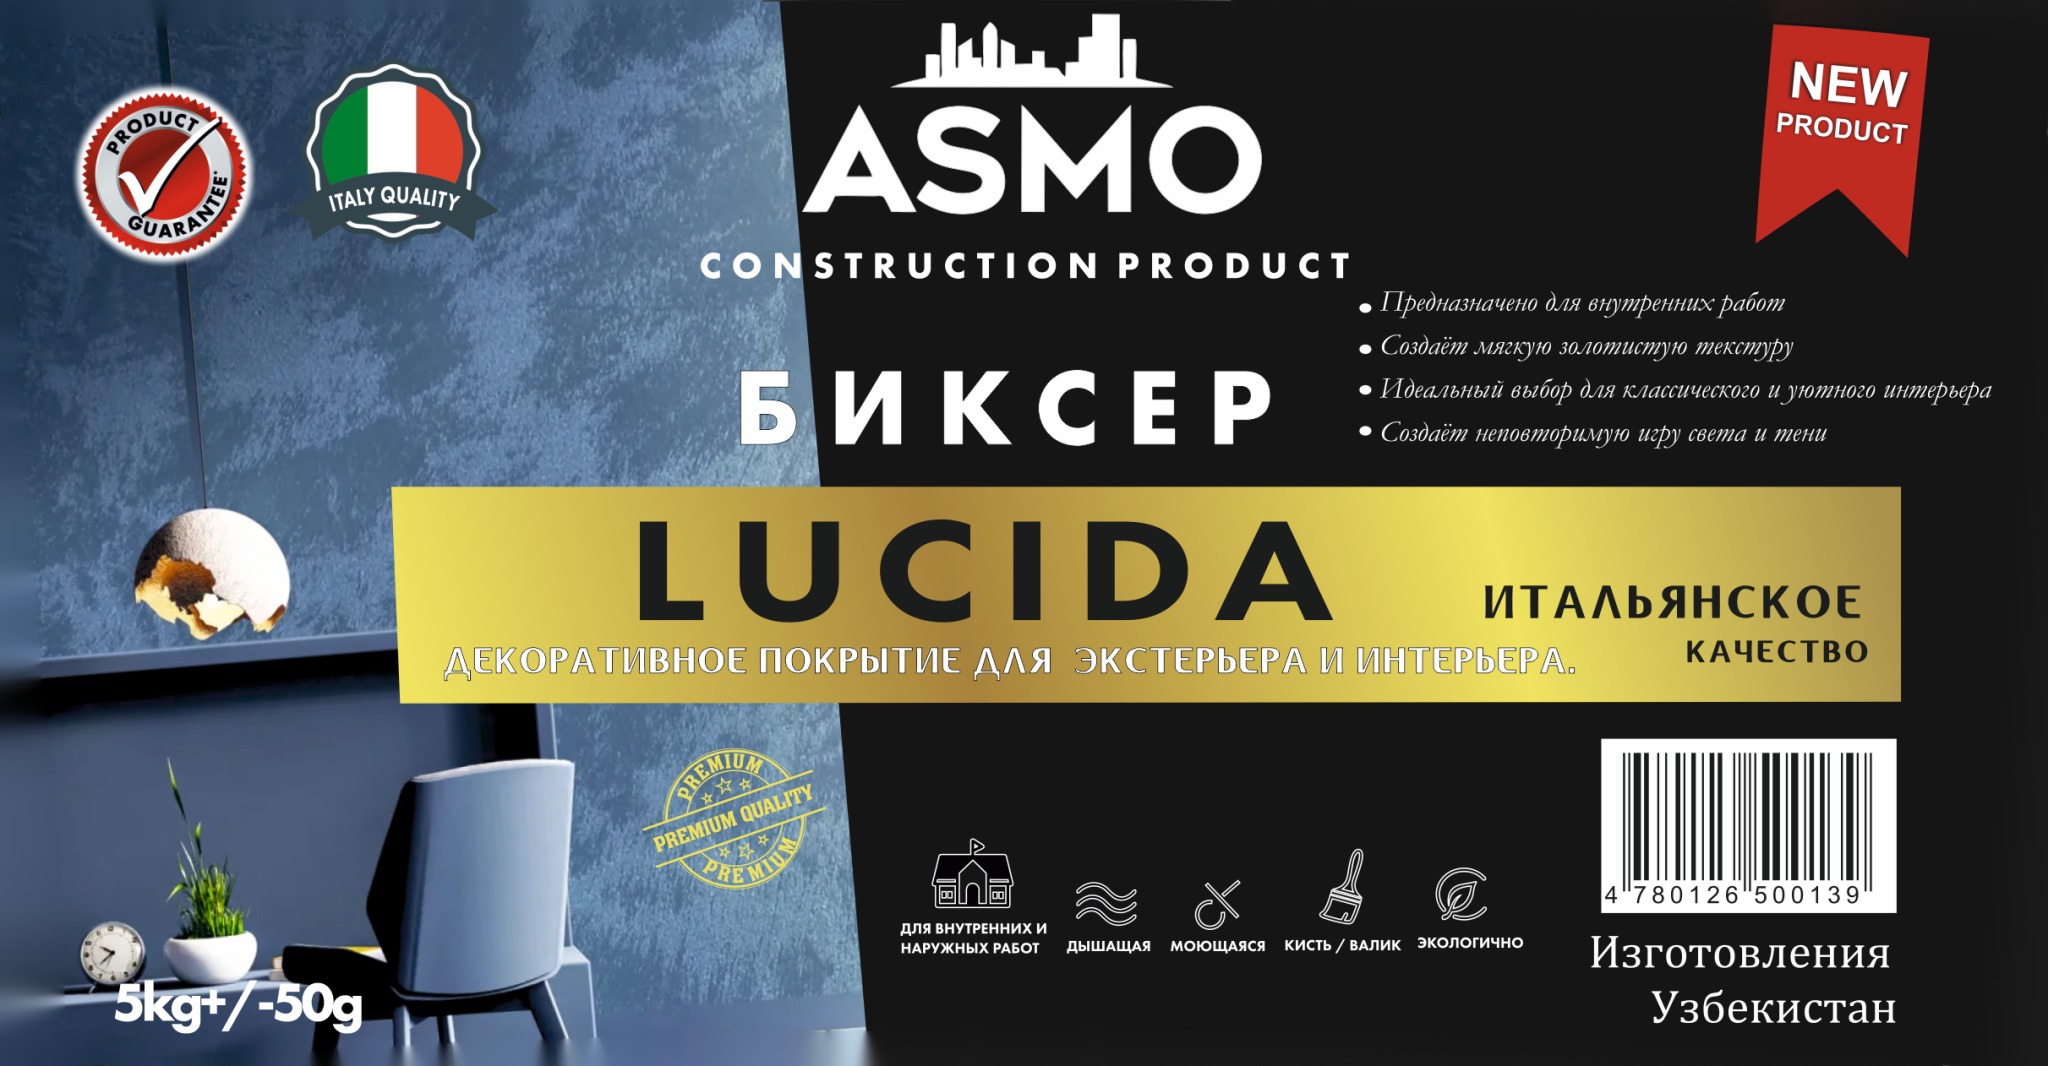 PRODUCT
GUARANTEE*
ITALY QUALITY
ASMO
CONSTRUCTION PRODUCT
NEW
PRODUCT
• Предназначено для внутренних работ
• Создаёт мягкую золотистую текстуру
• Идеальный выбор для классического и уютного интерьера
• Создаёт неповторимую игру света и тени
БИКСЕР
LUCIDA
ДЕКОРАТИВНОЕ ПОКРЫТИЕ ДЛЯ ЭКСТЕРЬЕРА И ИНТЕРЬЕРА.
ИТАЛЬЯНСКОЕ
КАЧЕСТВО
PREMIUM
PREMIUM QUALITY
PREMIUM
ДЛЯ ВНУТРЕННИХ И
НАРУЖНЫХ РАБОТ
ДЫШАЩАЯ
МОЮЩАЯСЯ
КИСТЬ / ВАЛИК
ЭКОЛОГИЧНО
4 780126 500139
Изготовления
Узбекистан
5kg+/-50g